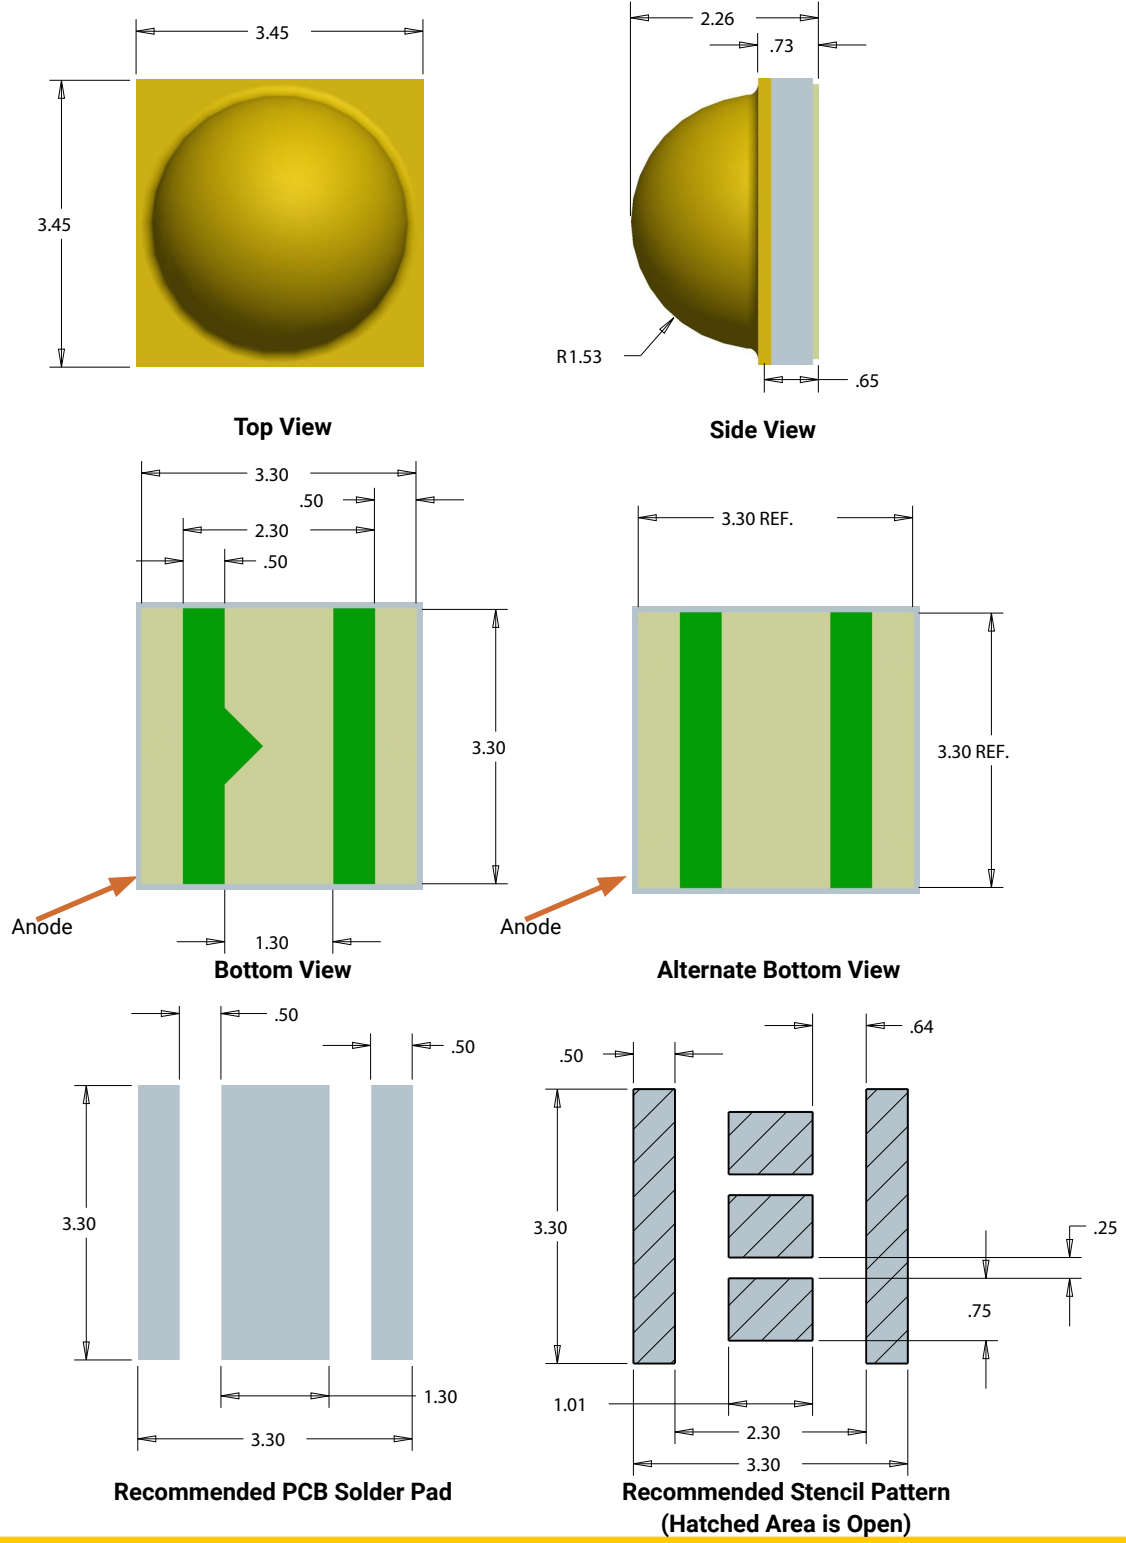 3.45
3.45
Top View
2.26
.73
R1.53
.65
Side View
3.30
.50
2.30
.50
3.30
Anode
1.30
Bottom View
3.30 REF.
3.30 REF.
Anode
Alternate Bottom View
.50
.50
3.30
1.30
3.30
Recommended PCB Solder Pad
.64
.50
3.30
.25
.75
1.01
2.30
3.30
Recommended Stencil Pattern
(Hatched Area is Open)